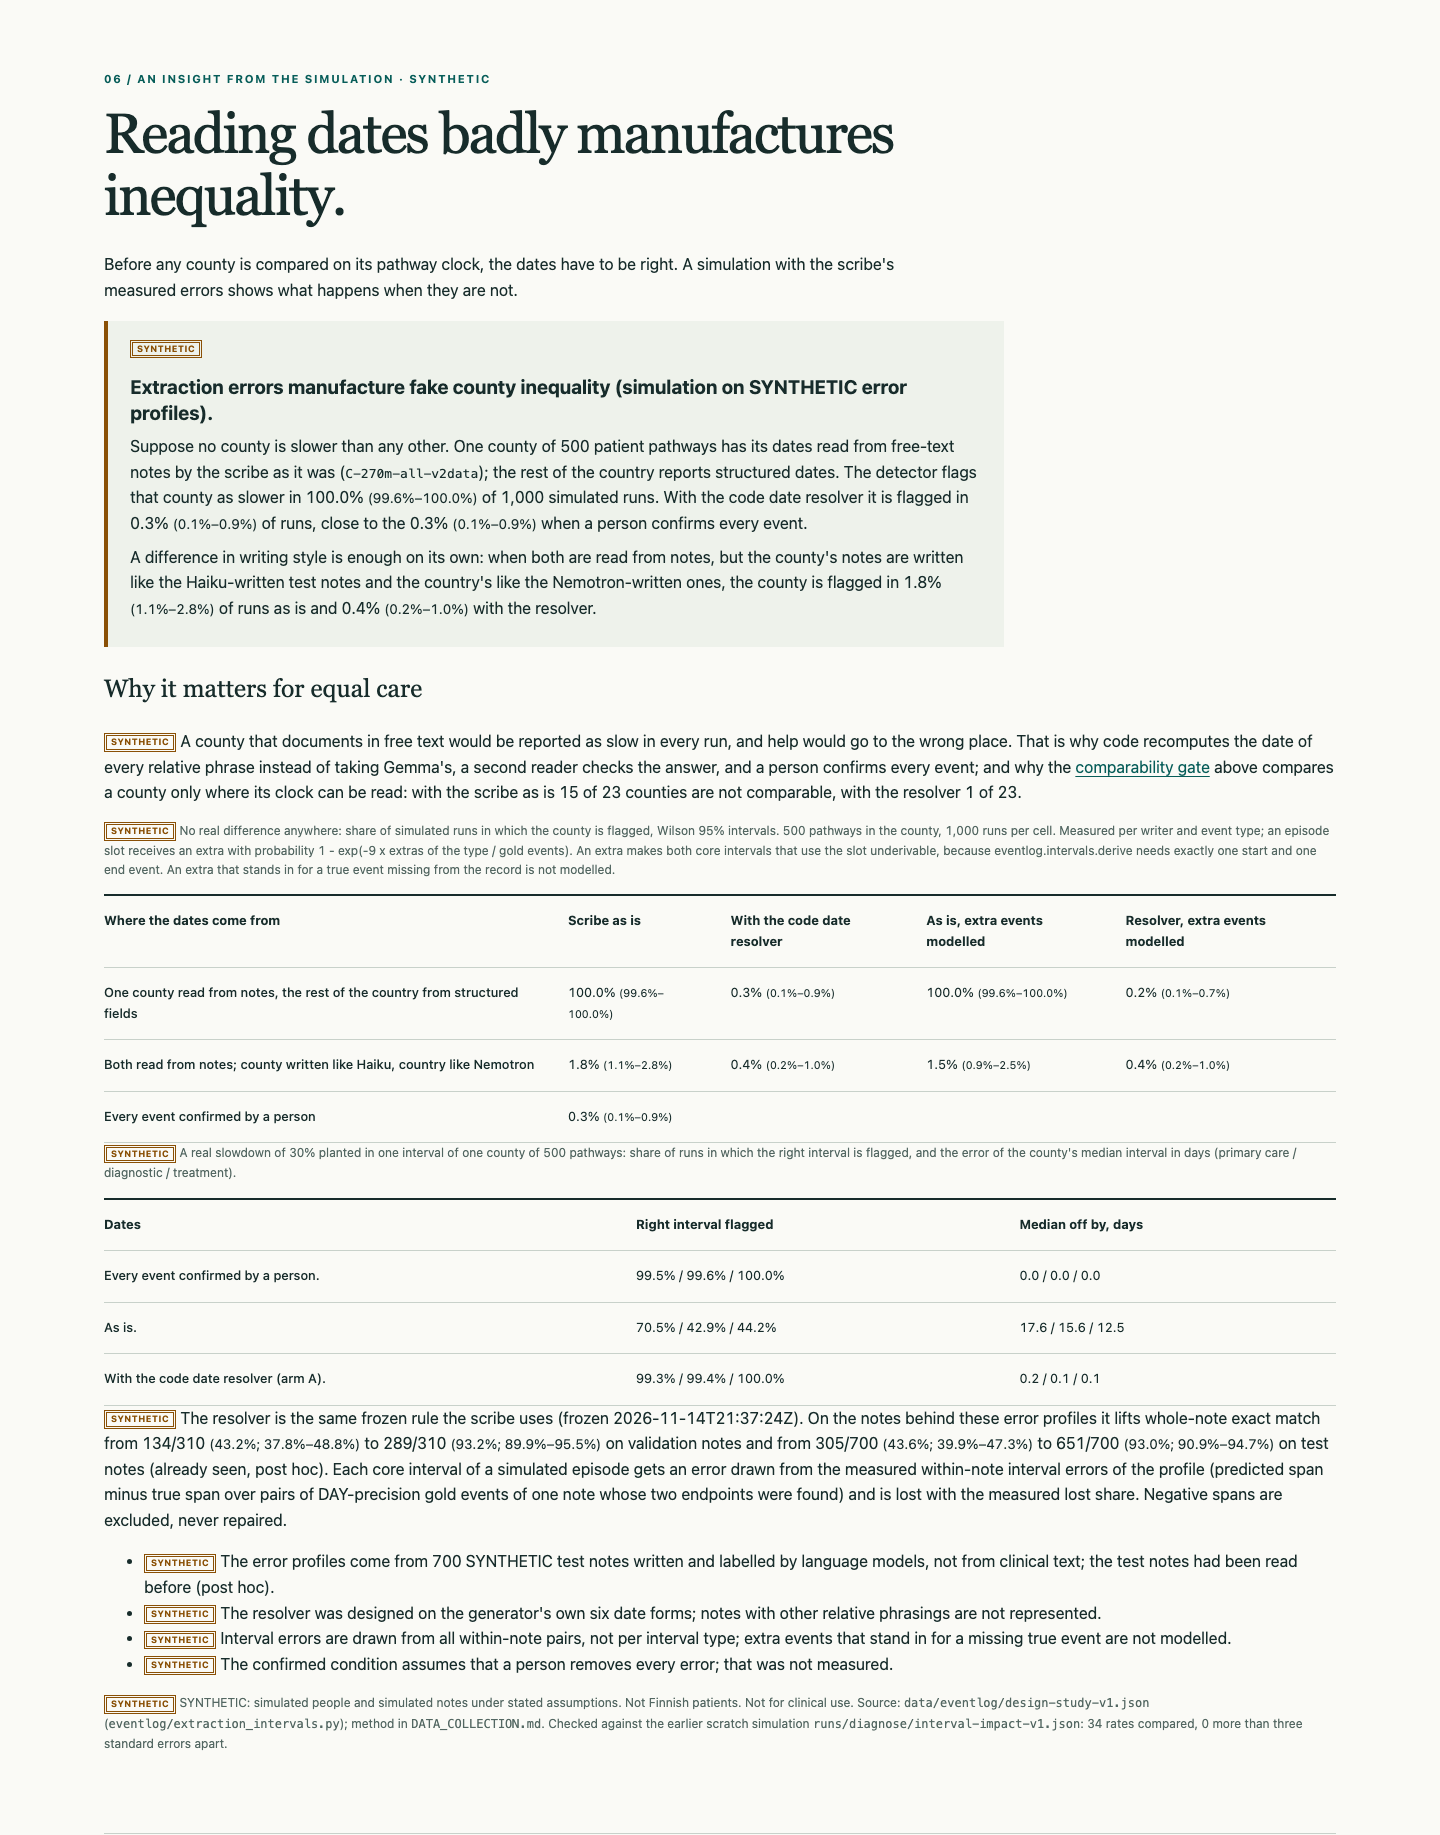 06 / AN INSIGHT FROM THE SIMULATION · SYNTHETIC
Reading dates badly manufactures
inequality.
Before any county is compared on its pathway clock, the dates have to be right. A simulation with the scribe's
measured errors shows what happens when they are not.
SYNTHETIC
Extraction errors manufacture fake county inequality (simulation on SYNTHETIC error
profiles).
Suppose no county is slower than any other. One county of 500 patient pathways has its dates read from free-text
notes by the scribe as it was (C-270m-all-v2data); the rest of the country reports structured dates. The detector flags
that county as slower in 100.0% (99.6%–100.0%) of 1,000 simulated runs. With the code date resolver it is flagged in
0.3% (0.1%–0.9%) of runs, close to the 0.3% (0.1%–0.9%) when a person confirms every event.
A difference in writing style is enough on its own: when both are read from notes, but the county's notes are written
like the Haiku-written test notes and the country's like the Nemotron-written ones, the county is flagged in 1.8%
(1.1%–2.8%) of runs as is and 0.4% (0.2%–1.0%) with the resolver.
Why it matters for equal care
SYNTHETIC A county that documents in free text would be reported as slow in every run, and help would go to the wrong place. That is why code recomputes the date of
every relative phrase instead of taking Gemma's, a second reader checks the answer, and a person confirms every event; and why the comparability gate above compares
a county only where its clock can be read: with the scribe as is 15 of 23 counties are not comparable, with the resolver 1 of 23.
SYNTHETIC No real difference anywhere: share of simulated runs in which the county is flagged, Wilson 95% intervals. 500 pathways in the county, 1,000 runs per cell. Measured per writer and event type; an episode
slot receives an extra with probability 1 - exp(-9 x extras of the type / gold events). An extra makes both core intervals that use the slot underivable, because eventlog.intervals.derive needs exactly one start and one
end event. An extra that stands in for a true event missing from the record is not modelled.
Where the dates come from Scribe as is With the code date resolver As is, extra events modelled Resolver, extra events modelled
One county read from notes, the rest of the country from structured fields 100.0% (99.6%–100.0%) 0.3% (0.1%–0.9%) 100.0% (99.6%–100.0%) 0.2% (0.1%–0.7%)
Both read from notes; county written like Haiku, country like Nemotron 1.8% (1.1%–2.8%) 0.4% (0.2%–1.0%) 1.5% (0.9%–2.5%) 0.4% (0.2%–1.0%)
Every event confirmed by a person 0.3% (0.1%–0.9%)
SYNTHETIC A real slowdown of 30% planted in one interval of one county of 500 pathways: share of runs in which the right interval is flagged, and the error of the county's median interval in days (primary care /
diagnostic / treatment).
Dates Right interval flagged Median off by, days
Every event confirmed by a person. 99.5% / 99.6% / 100.0% 0.0 / 0.0 / 0.0
As is. 70.5% / 42.9% / 44.2% 17.6 / 15.6 / 12.5
With the code date resolver (arm A). 99.3% / 99.4% / 100.0% 0.2 / 0.1 / 0.1
SYNTHETIC The resolver is the same frozen rule the scribe uses (frozen 2026-11-14T21:37:24Z). On the notes behind these error profiles it lifts whole-note exact match
from 134/310 (43.2%; 37.8%–48.8%) to 289/310 (93.2%; 89.9%–95.5%) on validation notes and from 305/700 (43.6%; 39.9%–47.3%) to 651/700 (93.0%; 90.9%–94.7%) on test
notes (already seen, post hoc). Each core interval of a simulated episode gets an error drawn from the measured within-note interval errors of the profile (predicted span
minus true span over pairs of DAY-precision gold events of one note whose two endpoints were found) and is lost with the measured lost share. Negative spans are
excluded, never repaired.
• SYNTHETIC The error profiles come from 700 SYNTHETIC test notes written and labelled by language models, not from clinical text; the test notes had been read
before (post hoc).
• SYNTHETIC The resolver was designed on the generator's own six date forms; notes with other relative phrasings are not represented.
• SYNTHETIC Interval errors are drawn from all within-note pairs, not per interval type; extra events that stand in for a missing true event are not modelled.
• SYNTHETIC The confirmed condition assumes that a person removes every error; that was not measured.
SYNTHETIC SYNTHETIC: simulated people and simulated notes under stated assumptions. Not Finnish patients. Not for clinical use. Source: data/eventlog/design-study-v1.json
(eventlog/extraction_intervals.py); method in DATA_COLLECTION.md. Checked against the earlier scratch simulation runs/diagnose/interval-impact-v1.json: 34 rates compared, 0 more than three
standard errors apart.